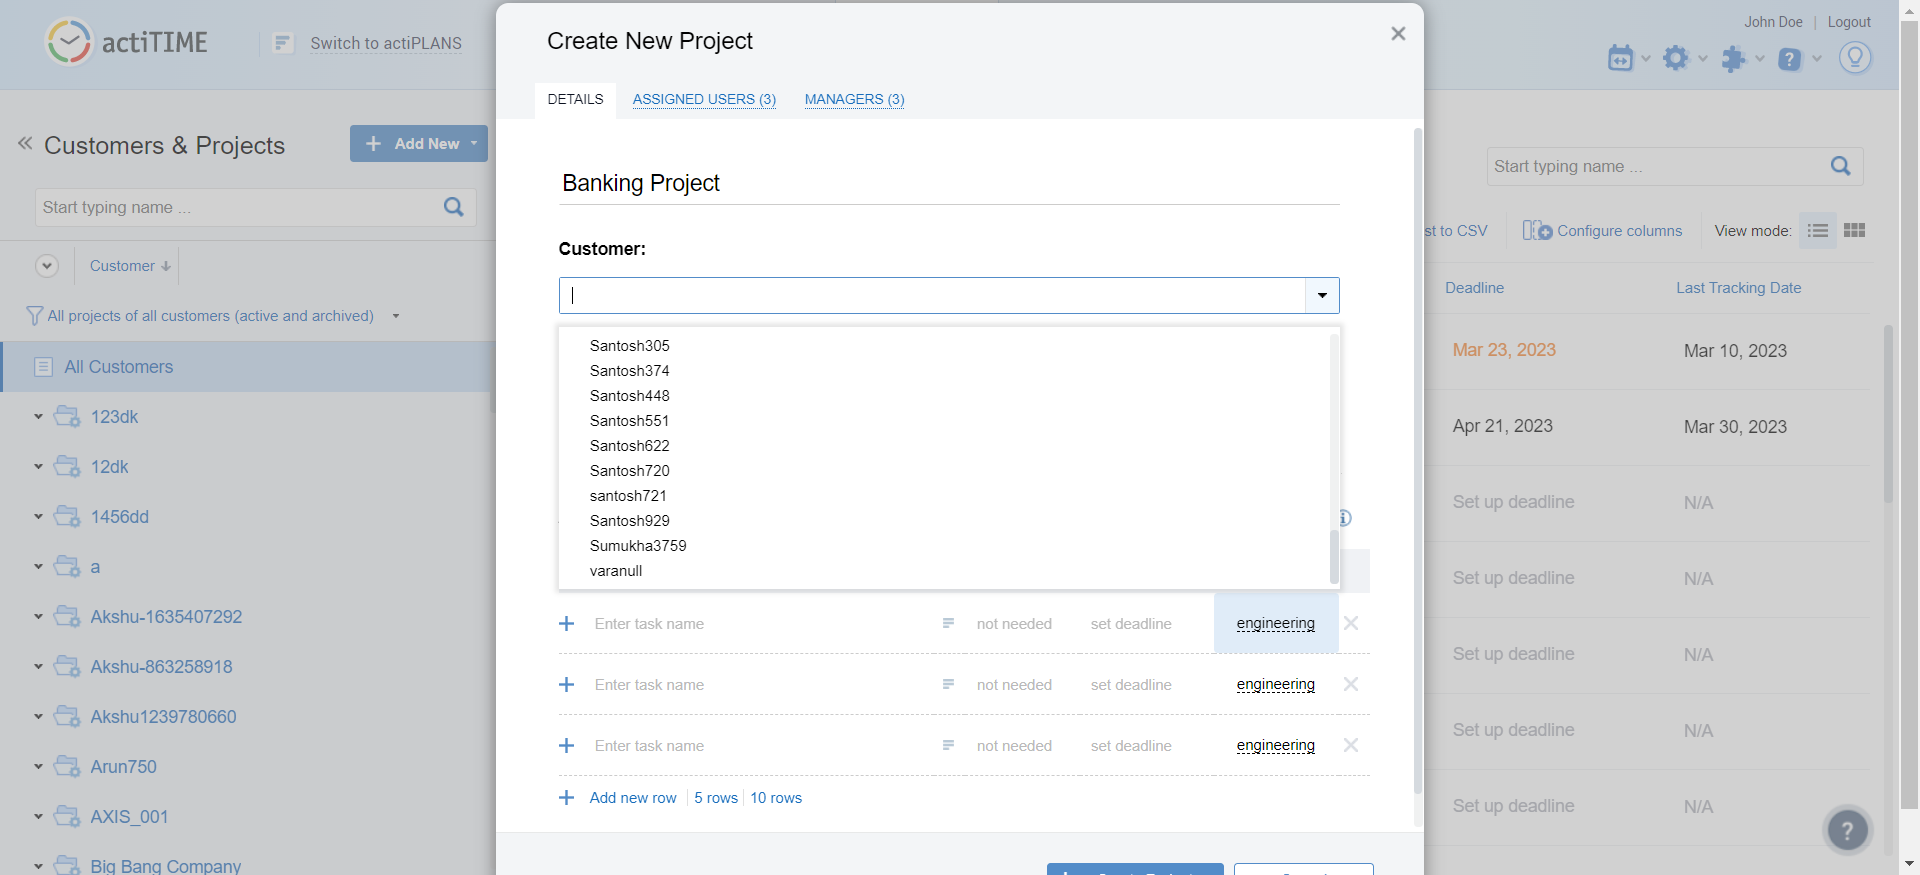 actiTIME
Switch to actiPLANS
John Doe | Logout
Customers & Projects
Add New
Start typing name ...
Customer
All projects of all customers (active and archived)
All Customers
123dk
12dk
1456dd
a
Akshu-1635407292
Akshu-863258918
Akshu1239780660
Arun750
AXIS_001
Big Bang Company
Create New Project
DETAILS
ASSIGNED USERS (3)
MANAGERS (3)
Banking Project
Customer:
Santosh305
Santosh374
Santosh448
Santosh551
Santosh622
Santosh720
santosh721
Santosh929
Sumukha3759
varanull
Enter task name not needed set deadline engineering
Enter task name not needed set deadline engineering
Enter task name not needed set deadline engineering
Add new row 5 rows 10 rows
Start typing name ...
to CSV
Configure columns
View mode:
Deadline Last Tracking Date
Mar 23, 2023 Mar 10, 2023
Apr 21, 2023 Mar 30, 2023
Set up deadline N/A
Set up deadline N/A
Set up deadline N/A
Set up deadline N/A
Set up deadline N/A